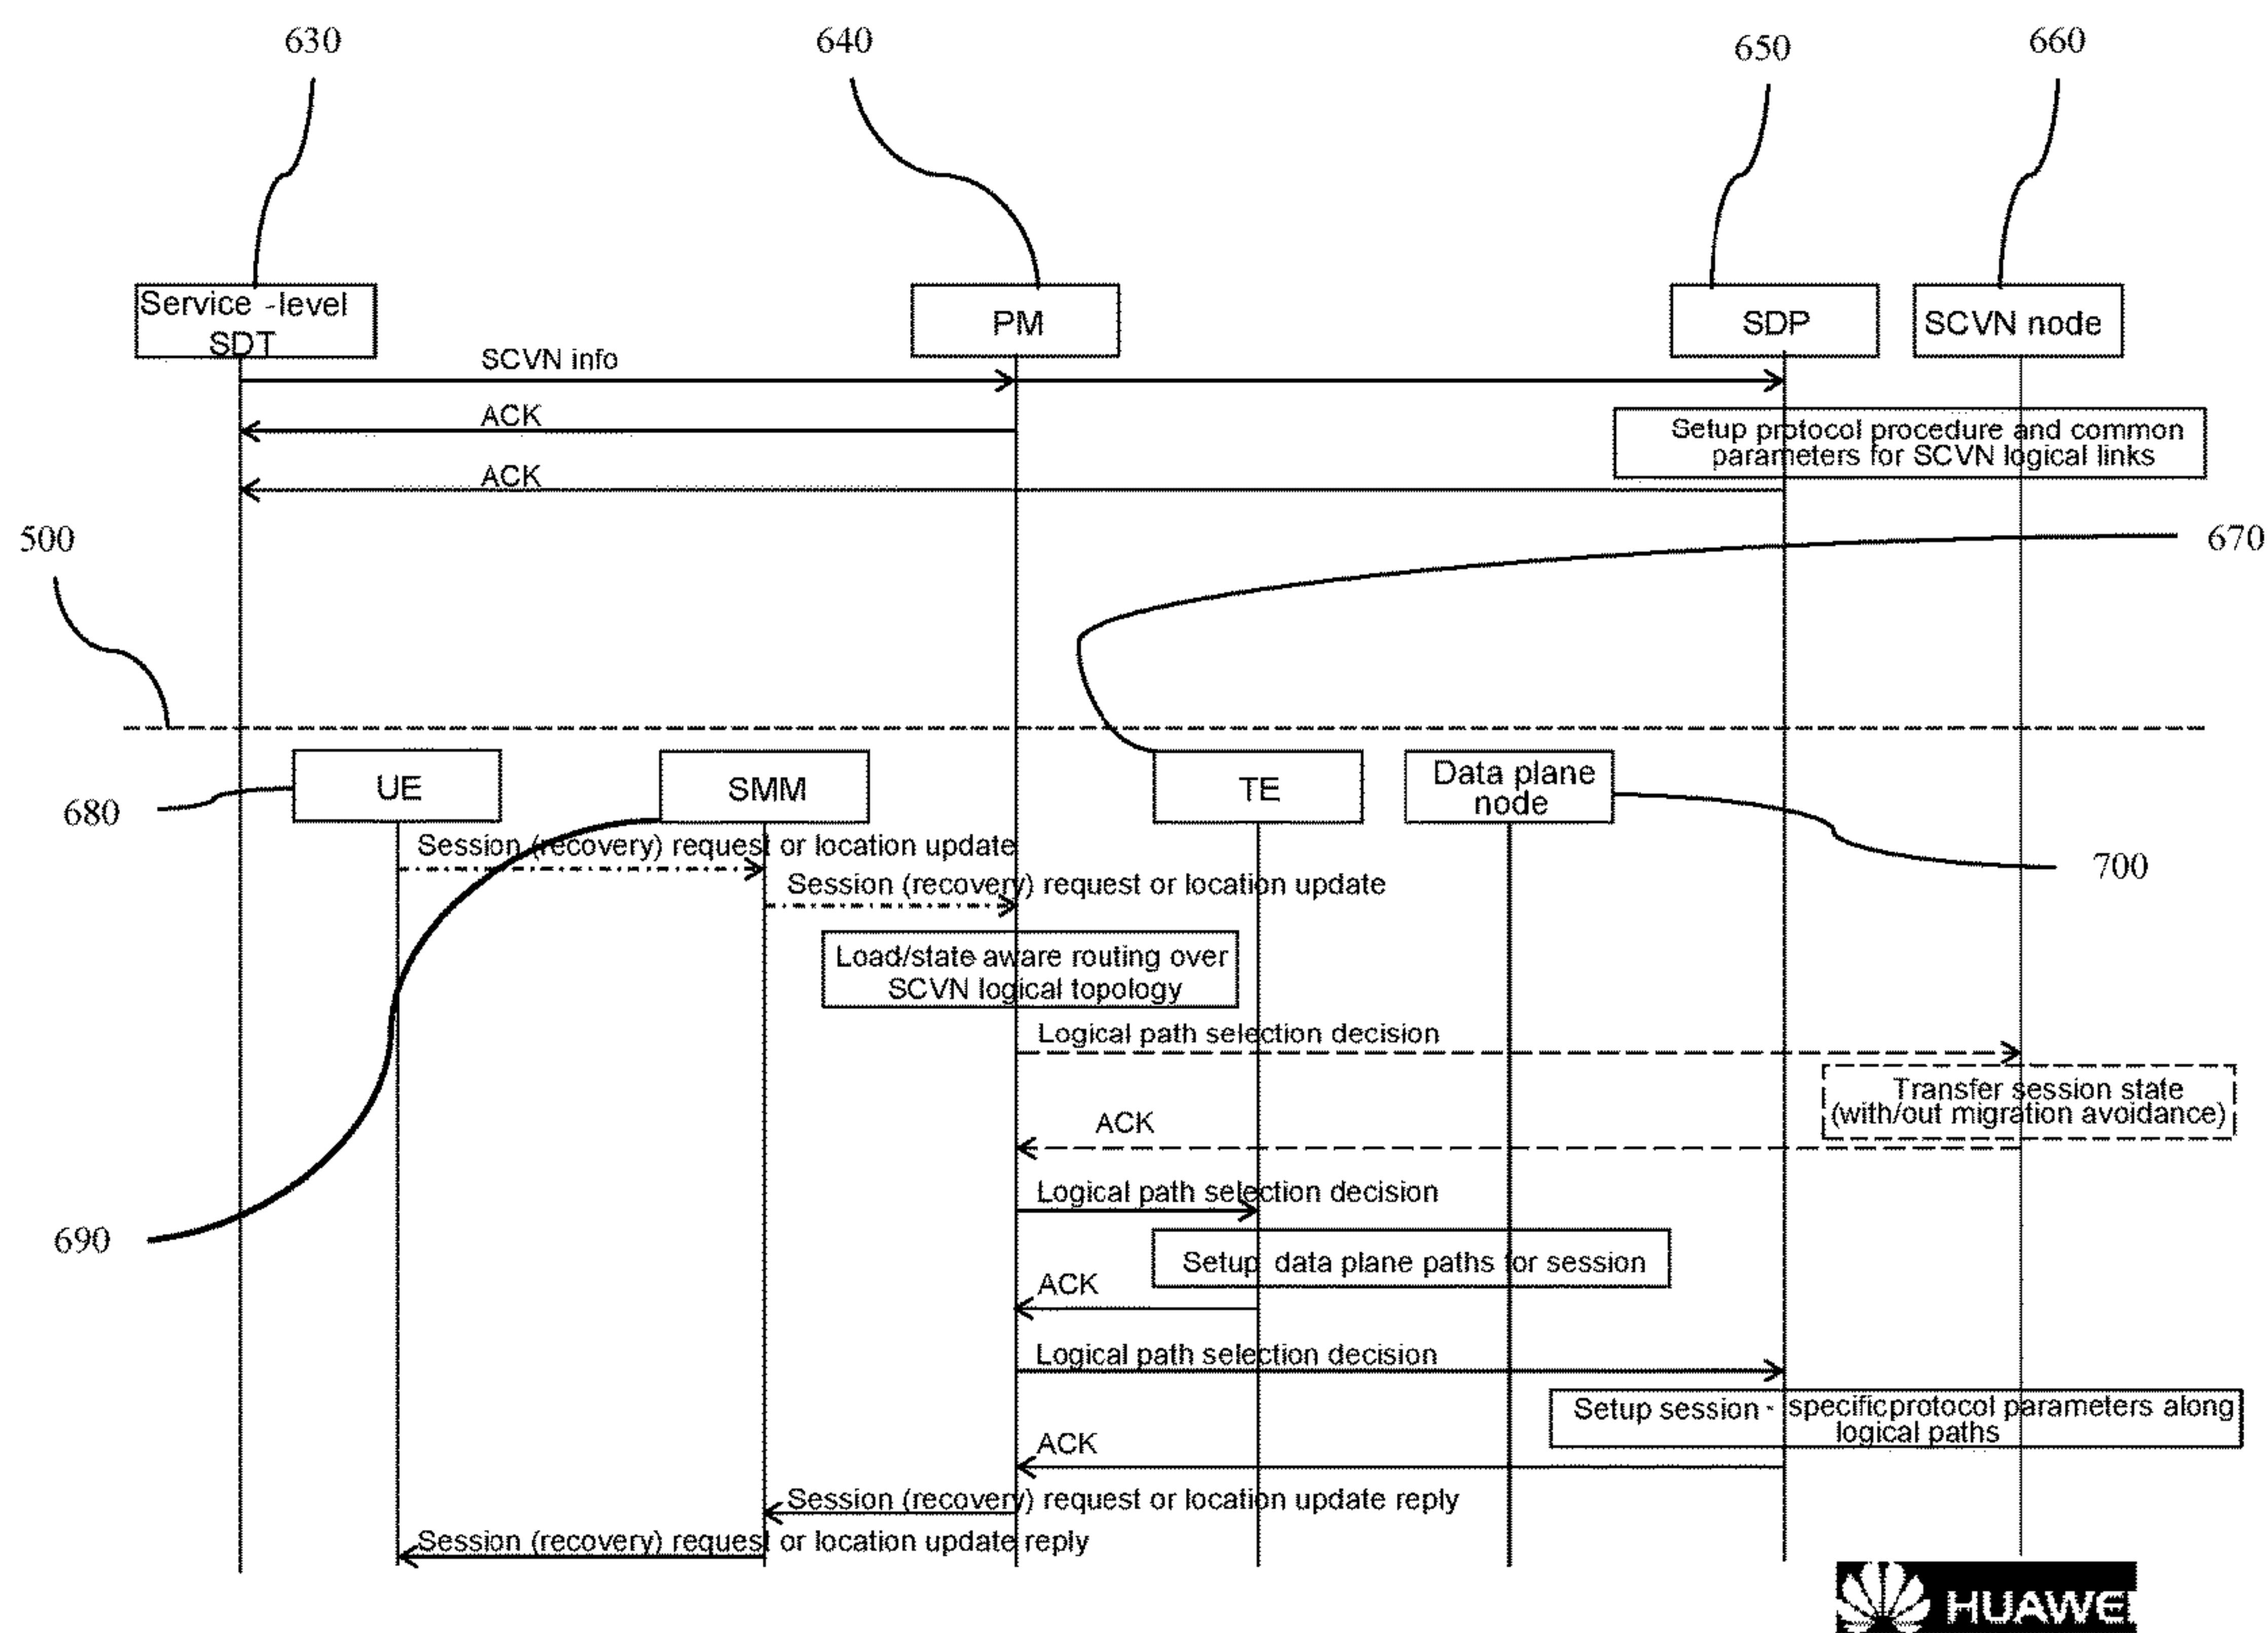 630
640
650
660
Service -level
SDT
PM
SDP
SCVN node
SCVN info
ACK
Setup protocol procedure and common
parameters for SCVN logical links
ACK
500
670
UE
SMM
TE
Data plane
node
680
Session (recovery) request or location update
700
Session (recovery) request or location update
Load/state aware routing over
SCVN logical topology
Logical path selection decision
Transfer session state
(with/out migration avoidance)
ACK
Logical path selection decision
690
Setup data plane paths for session
ACK
Logical path selection decision
Setup session - specificprotocol parameters along
logical paths
ACK
Session (recovery) request or location update reply
Session (recovery) request or location update reply
HUAWEI